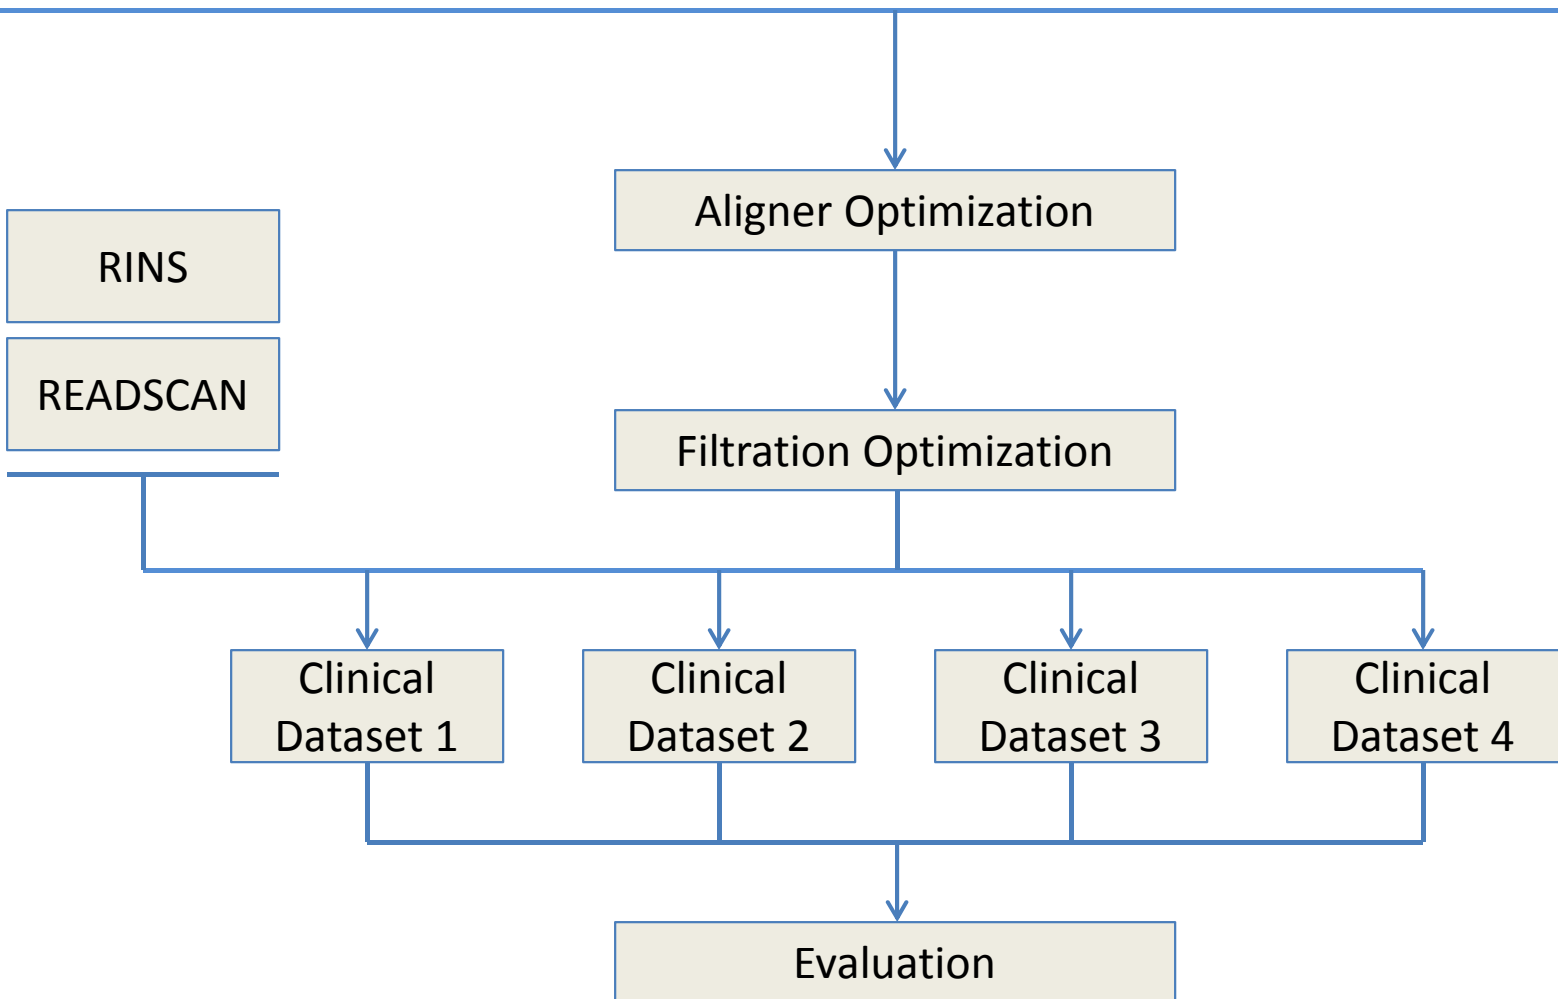 Aligner Optimization
RINS
READSCAN
Filtration Optimization
Clinical
Dataset 1
Clinical
Dataset 2
Clinical
Dataset 3
Clinical
Dataset 4
Evaluation